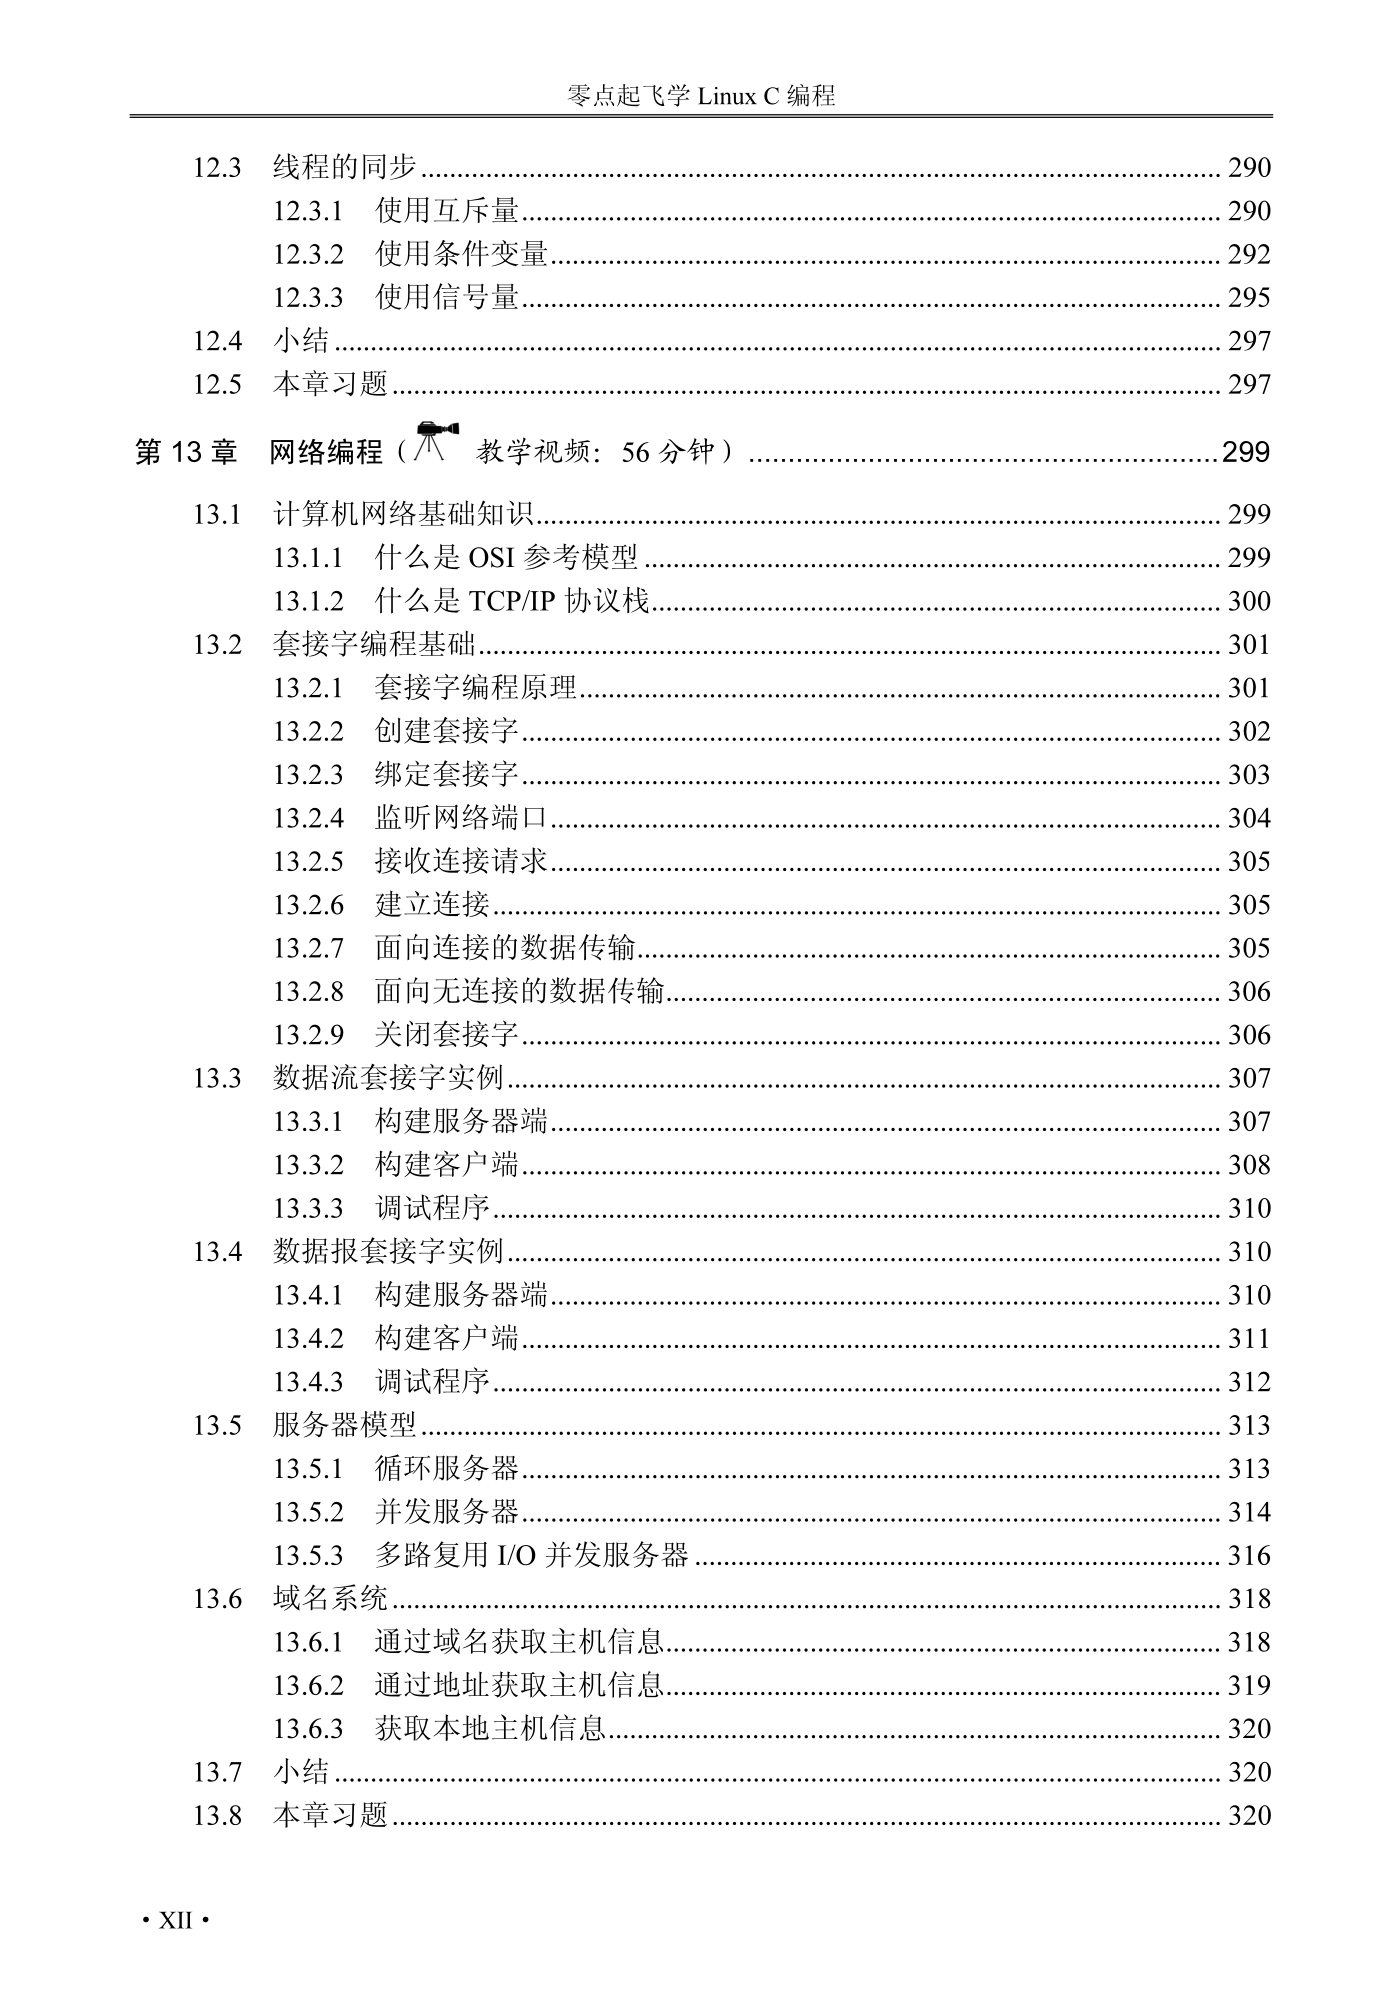 零点起飞学 Linux C 编程
12.3 线程的同步 290
12.3.1 使用互斥量 290
12.3.2 使用条件变量 292
12.3.3 使用信号量 295
12.4 小结 297
12.5 本章习题 297
第 13 章 网络编程（ 教学视频：56 分钟） 299
13.1 计算机网络基础知识 299
13.1.1 什么是 OSI 参考模型 299
13.1.2 什么是 TCP/IP 协议栈 300
13.2 套接字编程基础 301
13.2.1 套接字编程原理 301
13.2.2 创建套接字 302
13.2.3 绑定套接字 303
13.2.4 监听网络端口 304
13.2.5 接收连接请求 305
13.2.6 建立连接 305
13.2.7 面向连接的数据传输 305
13.2.8 面向无连接的数据传输 306
13.2.9 关闭套接字 306
13.3 数据流套接字实例 307
13.3.1 构建服务器端 307
13.3.2 构建客户端 308
13.3.3 调试程序 310
13.4 数据报套接字实例 310
13.4.1 构建服务器端 310
13.4.2 构建客户端 311
13.4.3 调试程序 312
13.5 服务器模型 313
13.5.1 循环服务器 313
13.5.2 并发服务器 314
13.5.3 多路复用 I/O 并发服务器 316
13.6 域名系统 318
13.6.1 通过域名获取主机信息 318
13.6.2 通过地址获取主机信息 319
13.6.3 获取本地主机信息 320
13.7 小结 320
13.8 本章习题 320
• XII •